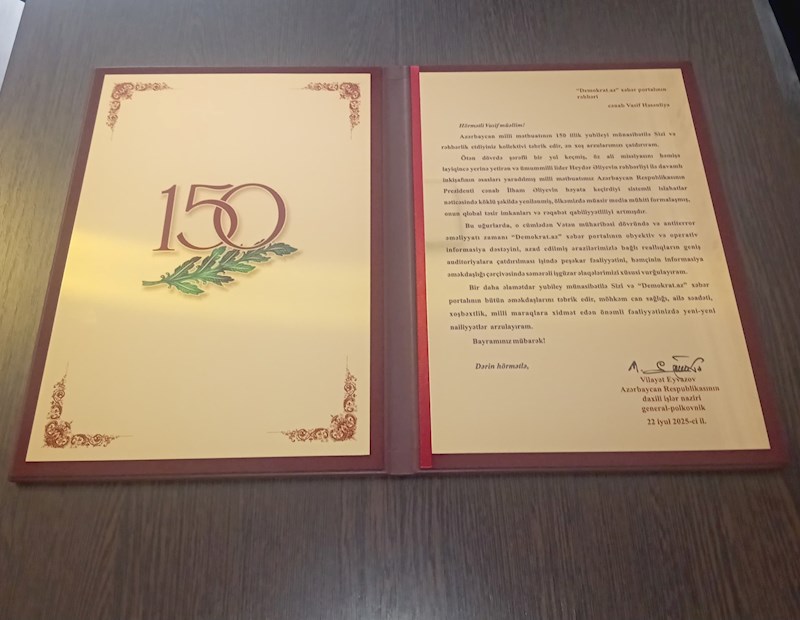 150
“Demokrat.az” xəbər portalının
rəhbəri
cənab Vasif Həsənliyə
Hörmətli Vasif müəllim!
Azərbaycan milli mətbuatının 150 illik yubileyi münasibətilə Sizi və
rəhbərlik etdiyiniz kollektivi təbrik edir, ən xoş arzularımızı çatdırıram.
Ötən dövrdə şərəfli bir yol keçmiş, öz ali missiyasını həmişə
layiqincə yerinə yetirən və ümummilli lider Heydər Əliyevin rəhbərliyi ilə davamlı
inkişafının əsasları yaradılmış milli mətbuatımız Azərbaycan Respublikasının
Prezidenti cənab İlham Əliyevin həyata keçirdiyi sistemli islahatlar
nəticəsində köklü şəkildə yenilənmiş, ölkəmizdə müasir media mühiti formalaşmış,
onun qlobal təsir imkanları və rəqabət qabiliyyətliliyi artmışdır.
Bu uğurlarda, o cümlədən Vətən müharibəsi dövründə və antiterror
əməliyyatı zamanı “Demokrat.az” xəbər portalının obyektiv və operativ
informasiya dəstəyini, azad edilmiş ərazilərimizlə bağlı reallıqların geniş
auditoriyalara çatdırılması işində peşəkar fəaliyyətini, həmçinin informasiya
əməkdaşlığı çərçivəsində səmərəli işgüzar əlaqələrimizi xüsusi vurğulayıram.
Bir daha əlamətdar yubiley münasibətilə Sizi və “Demokrat.az” xəbər
portalının bütün əməkdaşlarını təbrik edir, möhkəm can sağlığı, ailə səadəti,
xoşbəxtlik, milli maraqlara xidmət edən önəmli fəaliyyətinizdə yeni-yeni
nailiyyətlər arzulayıram.
Bayramınız mübarək!
Dərin hörmətlə,
Vilayət Eyvazov
Azərbaycan Respublikasının
daxili işlər naziri
general-polkovnik
22 iyul 2025-ci il.